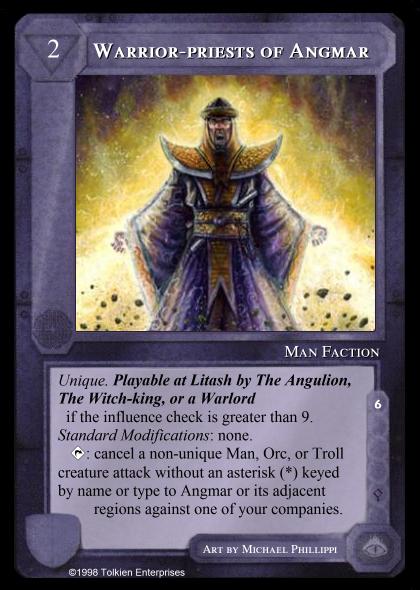 2
WARRIOR-PRIESTS OF ANGMAR
MAN FACTION
Unique. Playable at Litash by The Angulion,
The Witch-king, or a Warlord
if the influence check is greater than 9.
Standard Modifications: none.
: cancel a non-unique Man, Orc, or Troll
creature attack without an asterisk (*) keyed
by name or type to Angmar or its adjacent
regions against one of your companies.
6
ART BY MICHAEL PHILLIPPI
©1998 Tolkien Enterprises